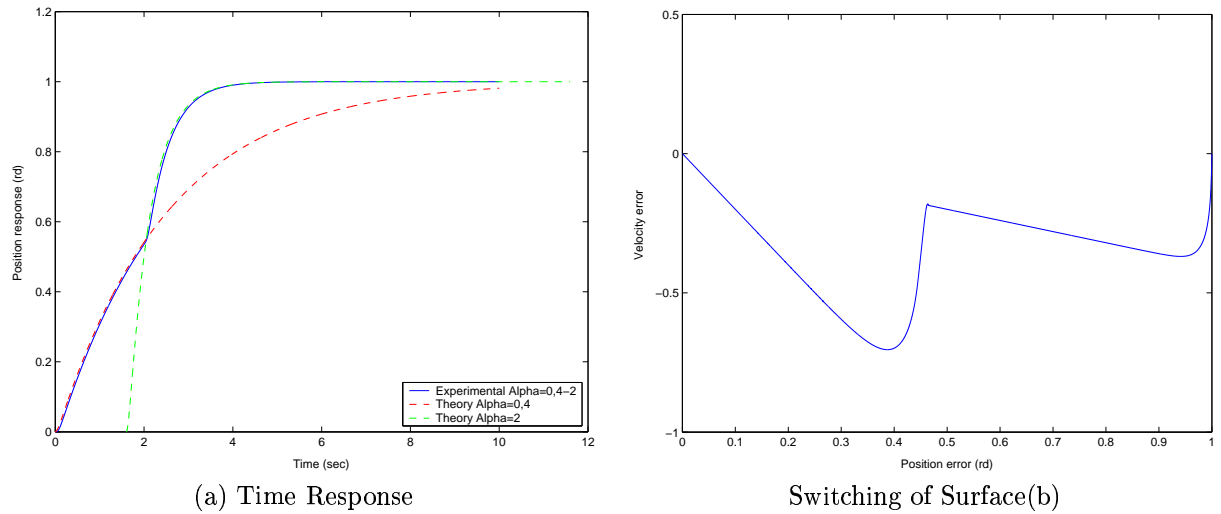 1.2
1
0.8
0.6
0.4
0.2
0
Position response (rd)
Experimental Alpha=0,4−2
Theory Alpha=0,4
Theory Alpha=2
0 2 4 6 8 10 12
Time (sec)
(a) Time Response
0.5
0
−0.5
−1
Velocity error
0 0.1 0.2 0.3 0.4 0.5 0.6 0.7 0.8 0.9 1
Position error (rd)
Switching of Surface(b)